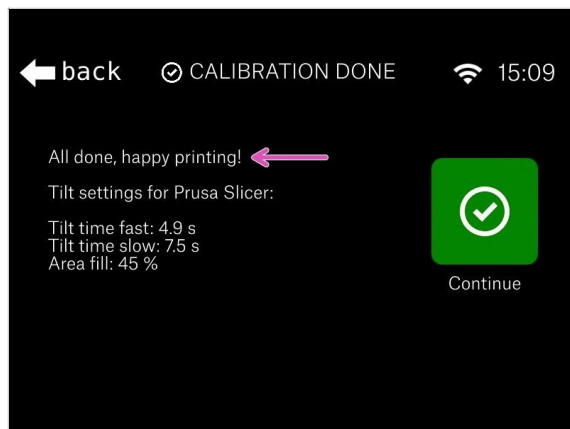 back
CALIBRATION DONE
15:09
All done, happy printing!
Tilt settings for Prusa Slicer:
Tilt time fast: 4.9 s
Tilt time slow: 7.5 s
Area fill: 45 %
Continue